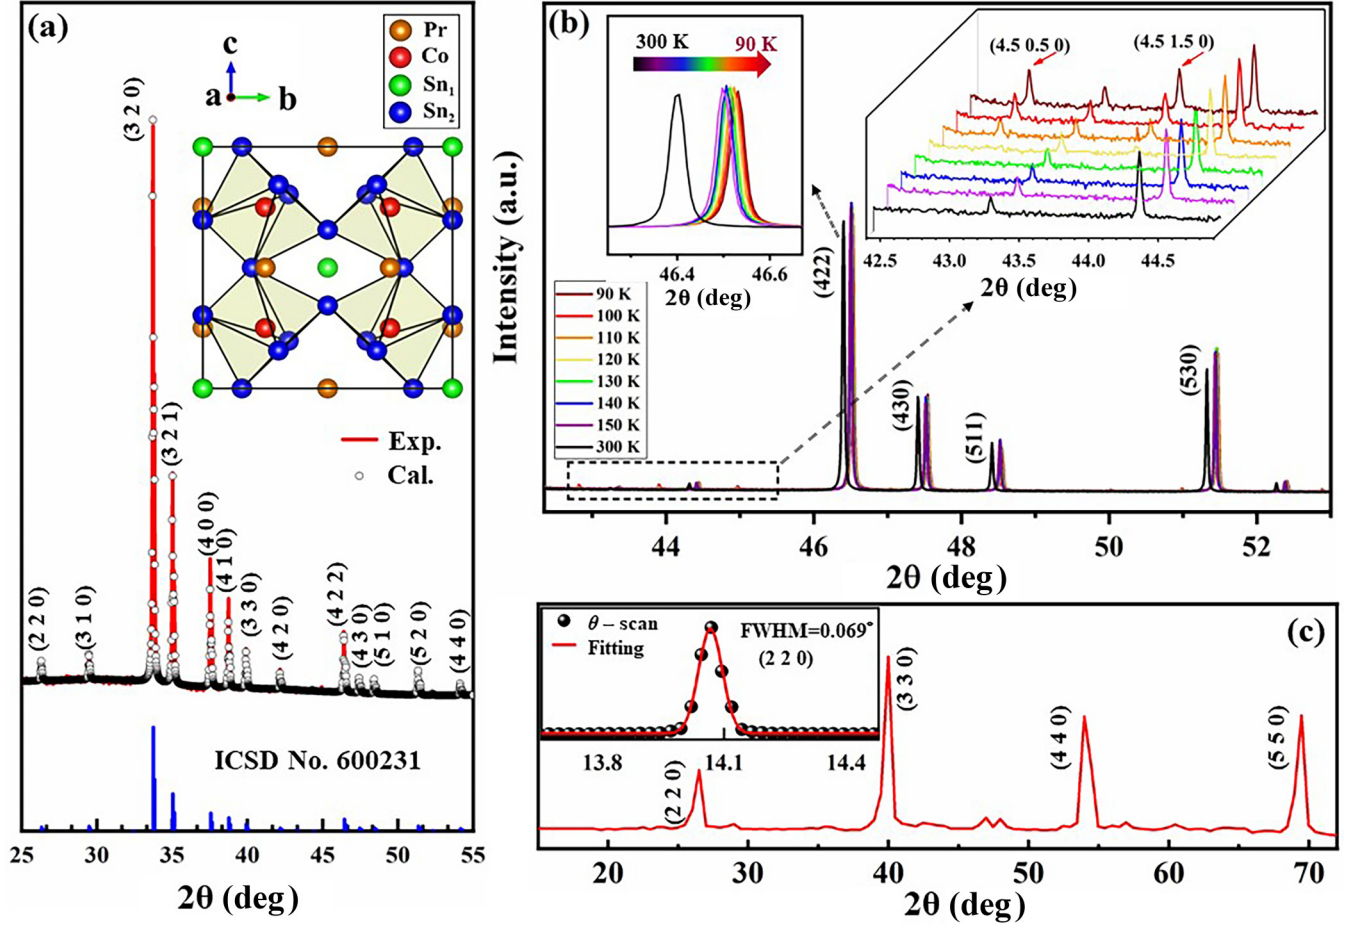 (a)
c
a
b
Pr
Co
Sn1
Sn2
(3 2 0)
(3 2 1)
Exp.
Cal.
(4 0 0)
(4 1 0)
(3 3 0)
(2 2 0)
(3 1 0)
(4 2 0)
(4 2 2)
(4 3 0)
(5 1 0)
(5 2 0)
(4 4 0)
ICSD No. 600231
25 30 35 40 45 50 55
2θ (deg)
(b)
Intensity (a.u.)
300 K 90 K
46.4 46.6
2θ (deg)
(4.5 0.5 0)
(4.5 1.5 0)
42.5 43.0 43.5 44.0 44.5
2θ (deg)
90 K
100 K
110 K
120 K
130 K
140 K
150 K
300 K
(422)
(430)
(511)
(530)
44 46 48 50 52
2θ (deg)
(c)
θ – scan
Fitting
FWHM=0.069°
(2 2 0)
13.8 14.1 14.4
(2 2 0)
(3 3 0)
(4 4 0)
(5 5 0)
20 30 40 50 60 70
2θ (deg)